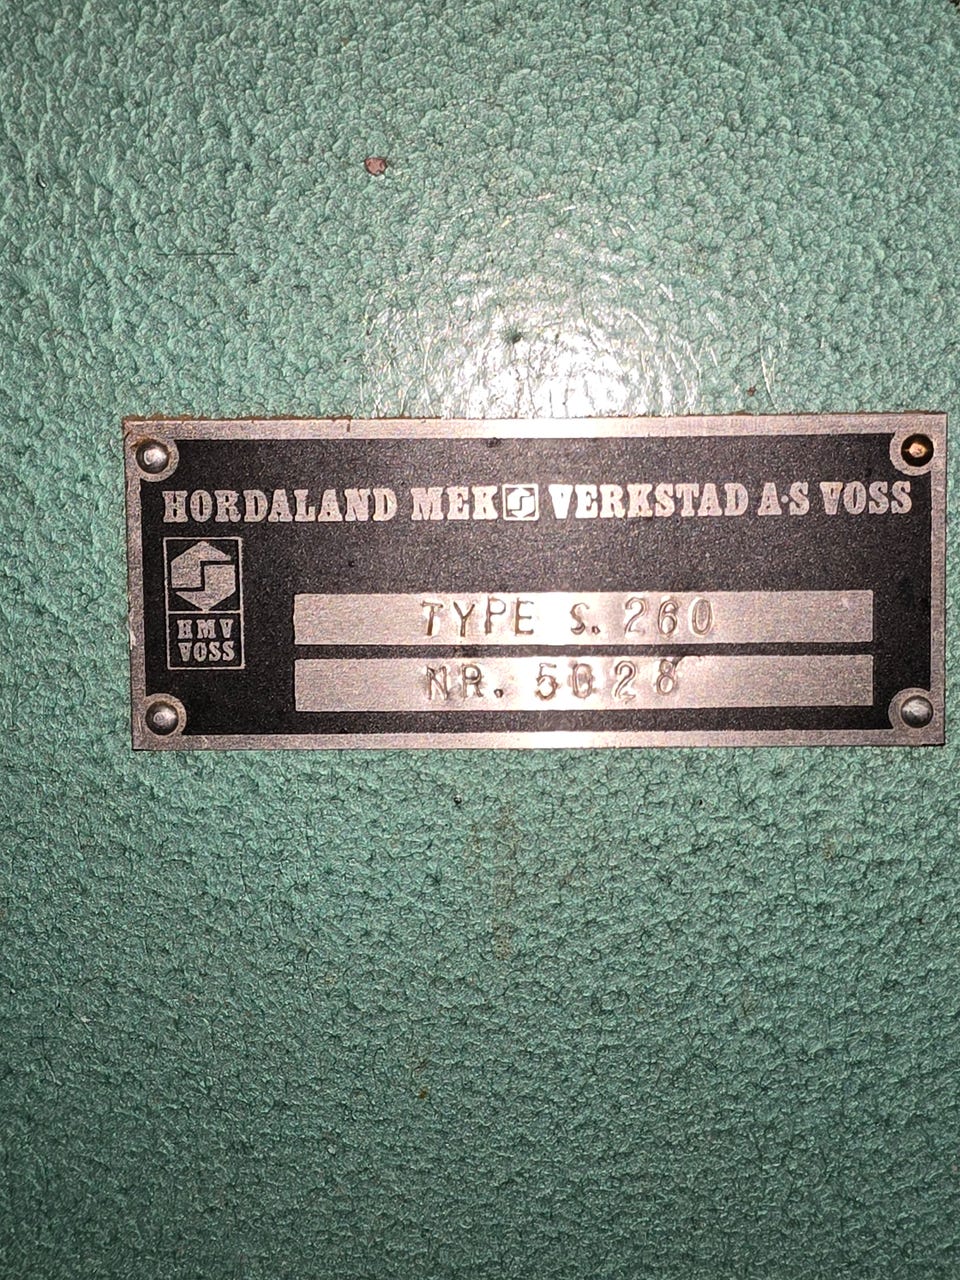 HORDALAND MEK VERKSTAD A·S VOSS
HMV
VOSS
TYPE S. 260
NR. 5028